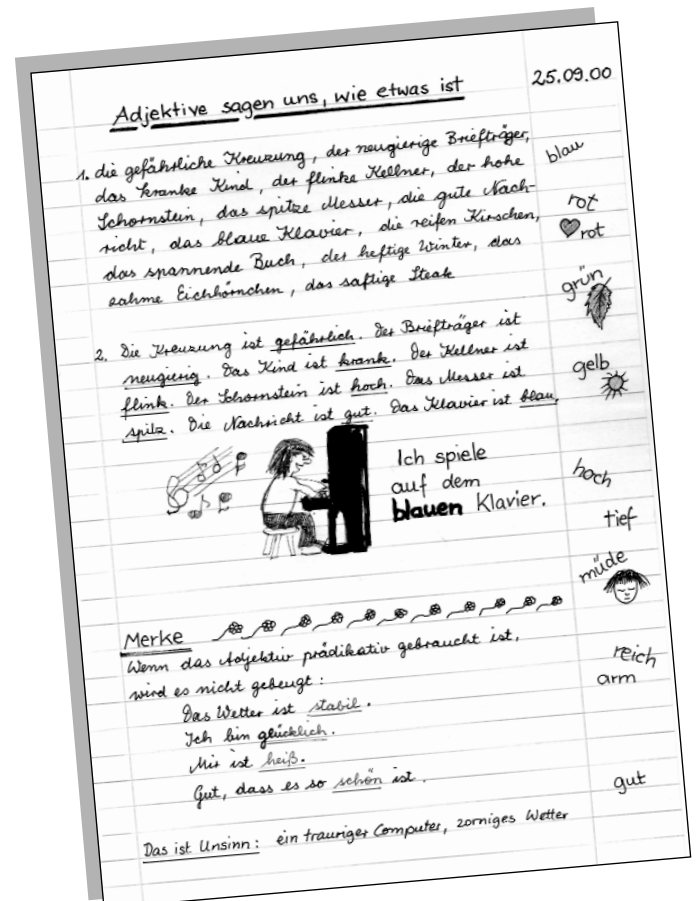 Adjektive sagen uns, wie etwas ist
25.09.00
1. die gefährliche Kreuzung, der neugierige Briefträger,
das kranke Kind, der flinke Kellner, der hohe
Schornstein, das spitze Messer, die gute Nach-
richt, das blaue Klavier, die reifen Kirschen,
das spannende Buch, der heftige Winter, das
zahme Eichhörnchen, das saftige Steak
2. Die Kreuzung ist gefährlich. Der Briefträger ist
neugierig. Das Kind ist krank. Der Kellner ist
flink. Der Schornstein ist hoch. Das Messer ist
spitz. Die Nachricht ist gut. Das Klavier ist blau.
Ich spiele
auf dem
blauen Klavier.
Merke
Wenn das Adjektiv prädikativ gebraucht ist,
wird es nicht gebeugt:
Das Wetter ist stabil.
Ich bin glücklich.
Mir ist heiß.
Gut, dass es so schön ist.
Das ist Unsinn: ein trauriger Computer, zorniges Wetter
blau
rot
rot
grün
gelb
hoch
tief
müde
reich
arm
gut